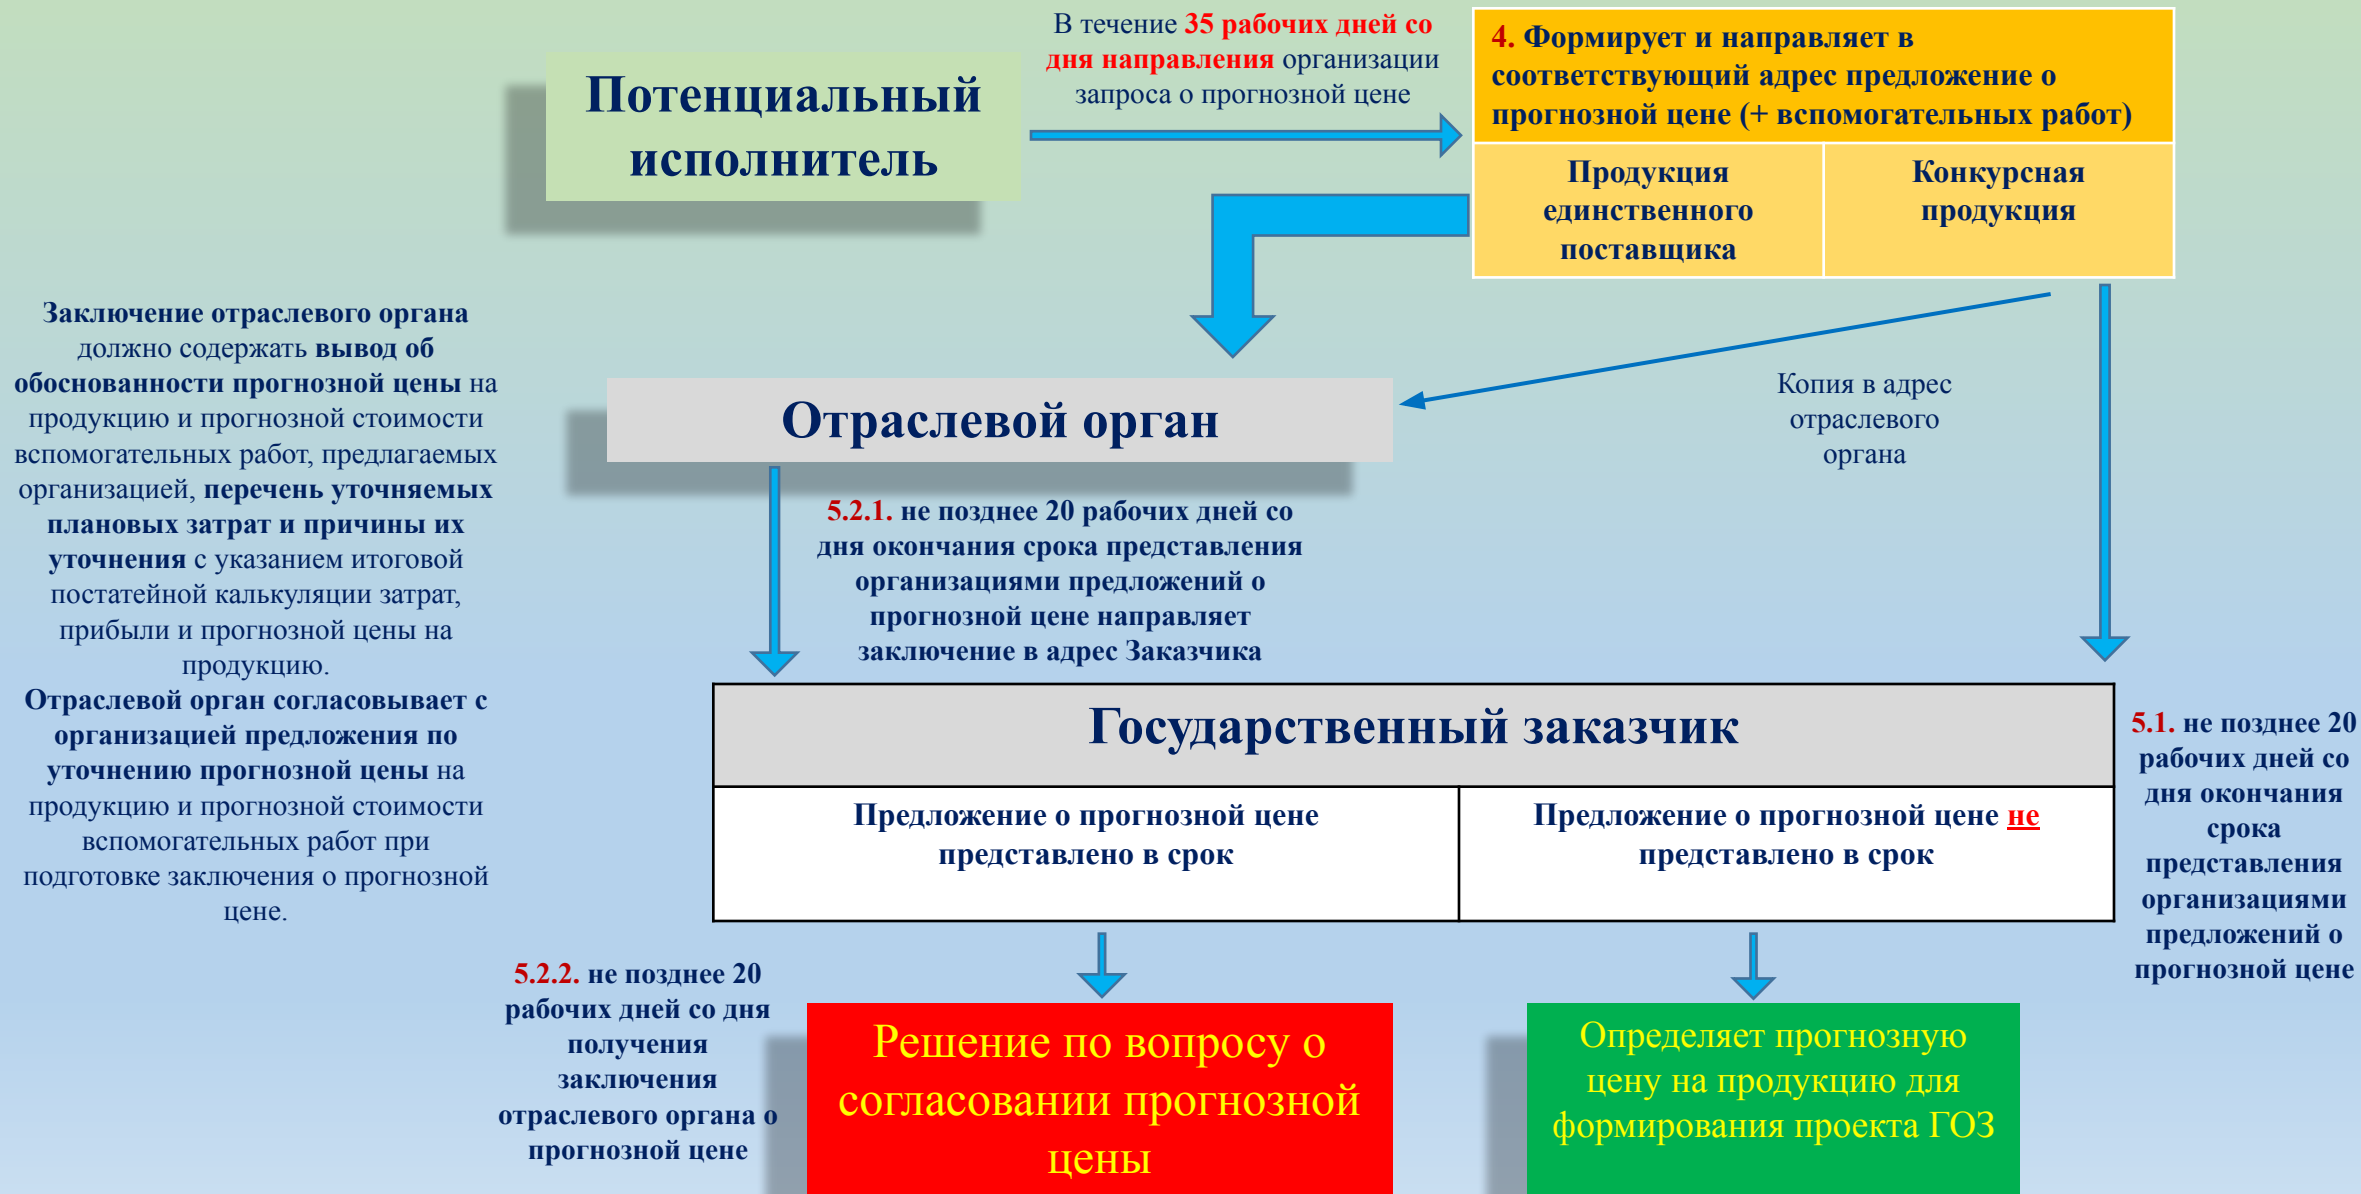 В течение 35 рабочих дней со
дня направления организации
запроса о прогнозной цене
Потенциальный
исполнитель
4. Формирует и направляет в
соответствующий адрес предложение о
прогнозной цене (+ вспомогательных работ)
Продукция
единственного
поставщика
Конкурсная
продукция
Заключение отраслевого органа
должно содержать вывод об
обоснованности прогнозной цены на
продукцию и прогнозной стоимости
вспомогательных работ, предлагаемых
организацией, перечень уточняемых
плановых затрат и причины их
уточнения с указанием итоговой
постатейной калькуляции затрат,
прибыли и прогнозной цены на
продукцию.
Отраслевой орган согласовывает с
организацией предложения по
уточнению прогнозной цены на
продукцию и прогнозной стоимости
вспомогательных работ при
подготовке заключения о прогнозной
цене.
Отраслевой орган
Копия в адрес
отраслевого
органа
5.2.1. не позднее 20 рабочих дней со
дня окончания срока представления
организациями предложений о
прогнозной цене направляет
заключение в адрес Заказчика
Государственный заказчик
Предложение о прогнозной цене
представлено в срок
Предложение о прогнозной цене не
представлено в срок
5.1. не позднее 20
рабочих дней со
дня окончания
срока
представления
организациями
предложений о
прогнозной цене
5.2.2. не позднее 20
рабочих дней со дня
получения
заключения
отраслевого органа о
прогнозной цене
Решение по вопросу о
согласовании прогнозной
цены
Определяет прогнозную
цену на продукцию для
формирования проекта ГОЗ